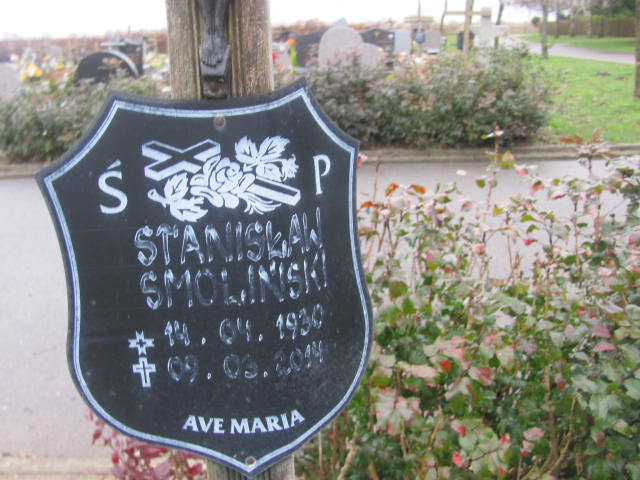 Ś P
STANISŁAW
SMOLIŃSKI
14. 04. 1930
09. 03. 2014
AVE MARIA